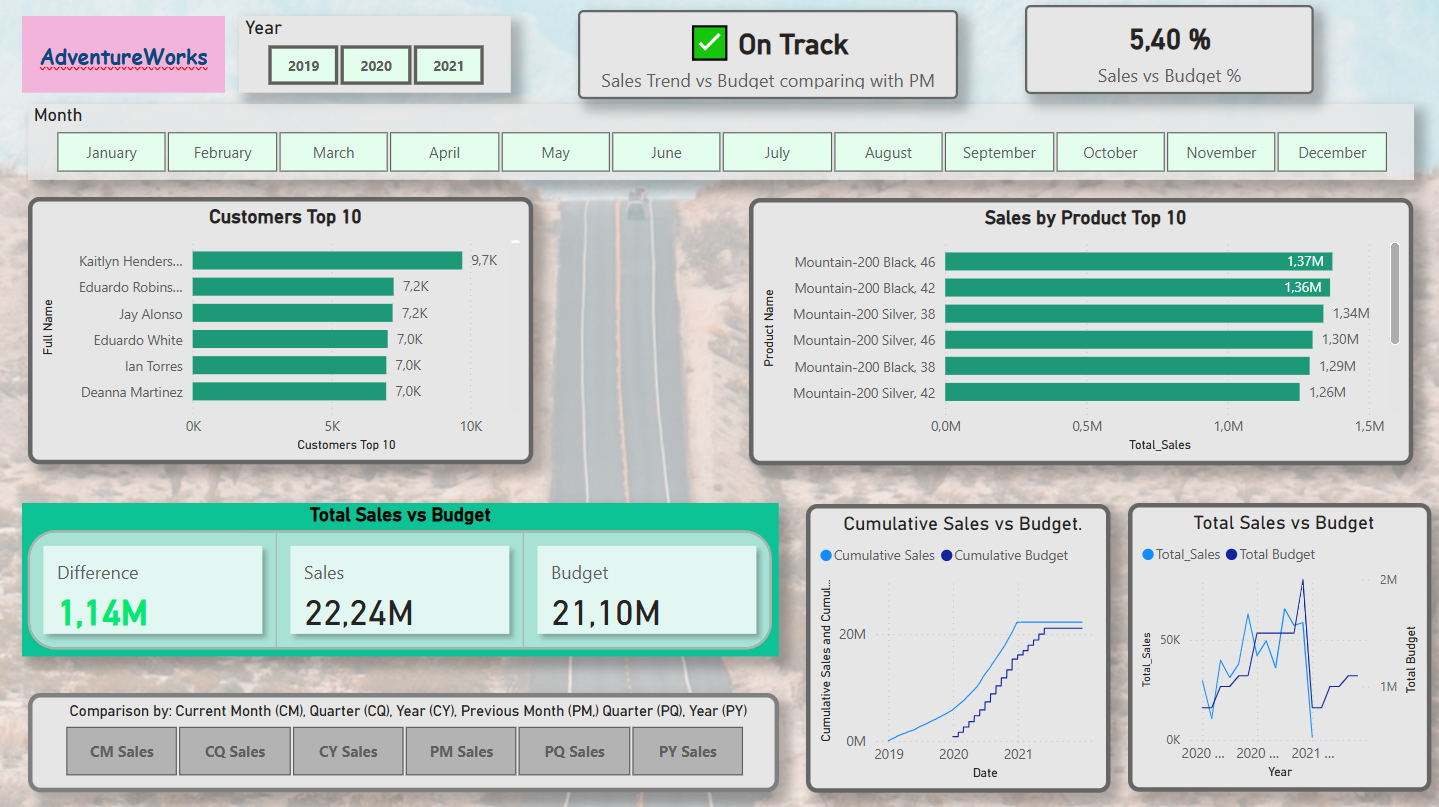 AdventureWorks
Year
2019 2020 2021
On Track
Sales Trend vs Budget comparing with PM
5,40 %
Sales vs Budget %
Month
January February March April May June July August September October November December
Customers Top 10
Full Name
Kaitlyn Henders... 9,7K
Eduardo Robins... 7,2K
Jay Alonso 7,2K
Eduardo White 7,0K
Ian Torres 7,0K
Deanna Martinez 7,0K
0K 5K 10K
Customers Top 10
Sales by Product Top 10
Product Name
Mountain-200 Black, 46 1,37M
Mountain-200 Black, 42 1,36M
Mountain-200 Silver, 38 1,34M
Mountain-200 Silver, 46 1,30M
Mountain-200 Black, 38 1,29M
Mountain-200 Silver, 42 1,26M
0,0M 0,5M 1,0M 1,5M
Total_Sales
Total Sales vs Budget
Difference
1,14M
Sales
22,24M
Budget
21,10M
Comparison by: Current Month (CM), Quarter (CQ), Year (CY), Previous Month (PM,) Quarter (PQ), Year (PY)
CM Sales CQ Sales CY Sales PM Sales PQ Sales PY Sales
Cumulative Sales vs Budget.
Cumulative Sales Cumulative Budget
Cumulative Sales and Cumul...
20M
0M
2019 2020 2021
Date
Total Sales vs Budget
Total_Sales Total Budget
Total_Sales
50K
0K
2M
1M
Total Budget
2020 ... 2020 ... 2021 ...
Year